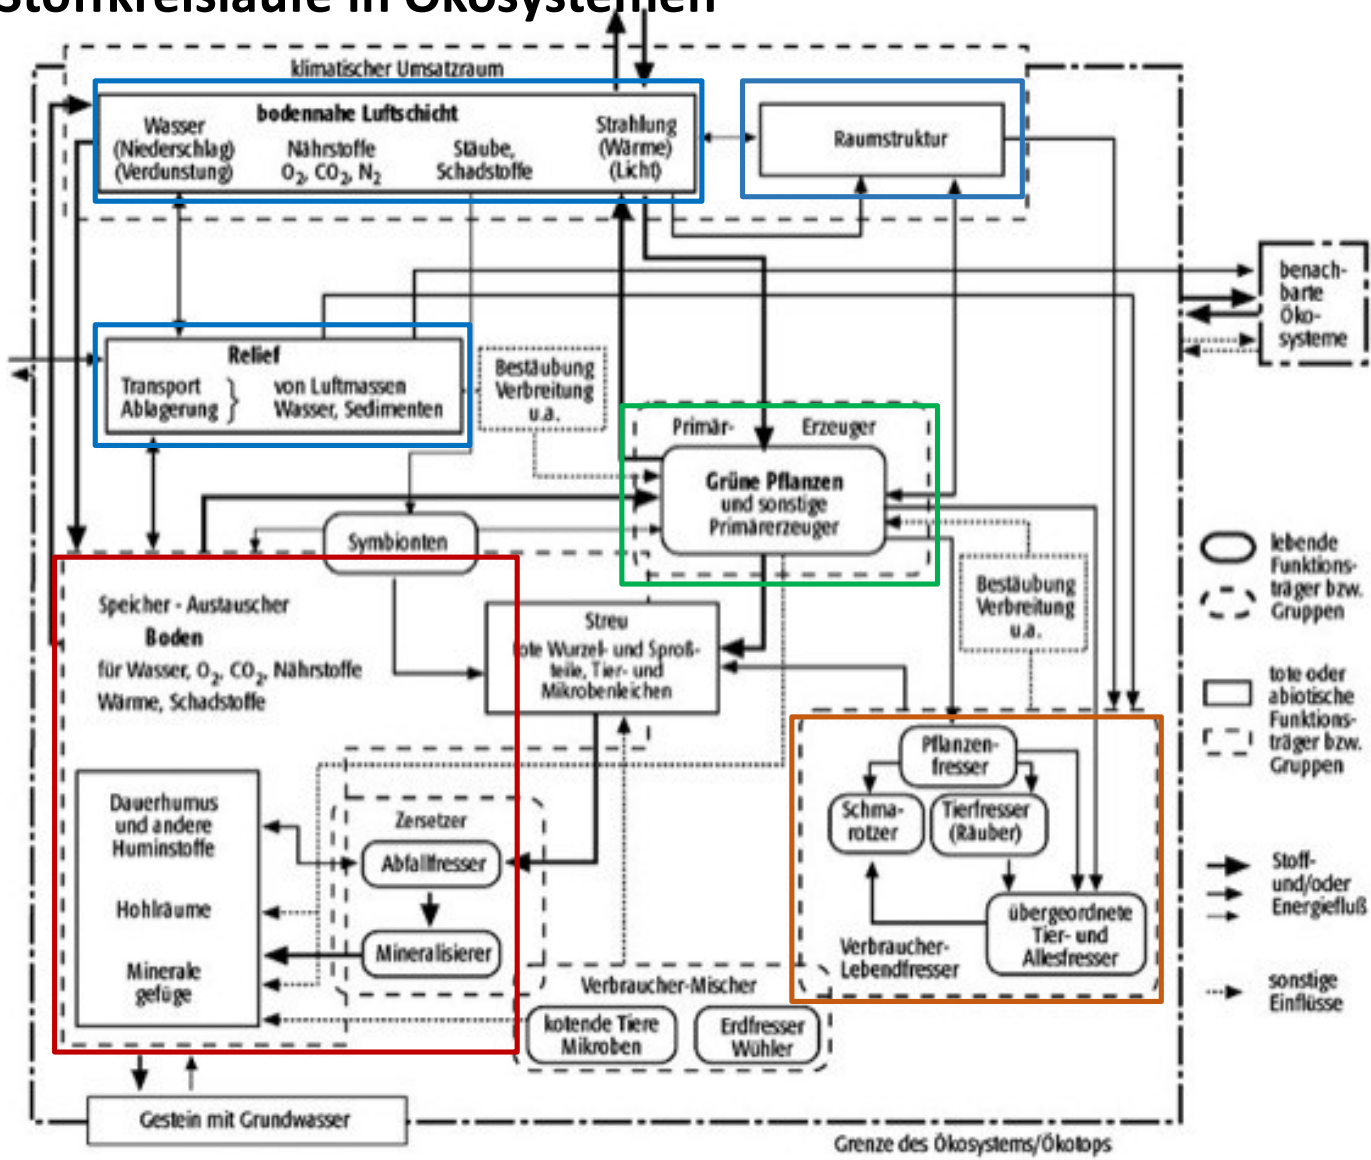 Stoffkreisläufe in Ökosystemen
klimatischer Umsatzraum
bodennahe Luftschicht
Wasser
(Niederschlag)
(Verdunstung)
Nährstoffe
O2, CO2, N2
Stäube,
Schadstoffe
Strahlung
(Wärme)
(Licht)
Raumstruktur
benach-
barte
Öko-
systeme
Relief
Transport
Ablagerung
von Luftmassen
Wasser, Sedimenten
Bestäubung
Verbreitung
u.a.
Primär- Erzeuger
Grüne Pflanzen
und sonstige
Primärerzeuger
Symbionten
Speicher - Austauscher
Boden
für Wasser, O2, CO2, Nährstoffe
Wärme, Schadstoffe
Streu
tote Wurzel- und Sproß-
teile, Tier- und
Mikrobenleichen
Bestäubung
Verbreitung
u.a.
Dauerhumus
und andere
Huminstoffe
Hohlräume
Minerale
gefüge
Zersetzer
Abfallfresser
Mineralisierer
Pflanzen-
fresser
Schma-
rotzer
Tierfresser
(Räuber)
übergeordnete
Tier- und
Allesfresser
Verbraucher-
Lebendfresser
Verbraucher-Mischer
kotende Tiere
Mikroben
Erdfresser
Wühler
Gestein mit Grundwasser
Grenze des Ökosystems/Ökotops
lebende
Funktions-
träger bzw.
Gruppen
tote oder
abiotische
Funktions-
träger bzw.
Gruppen
Stoff-
und/oder
Energiefluß
sonstige
Einflüsse